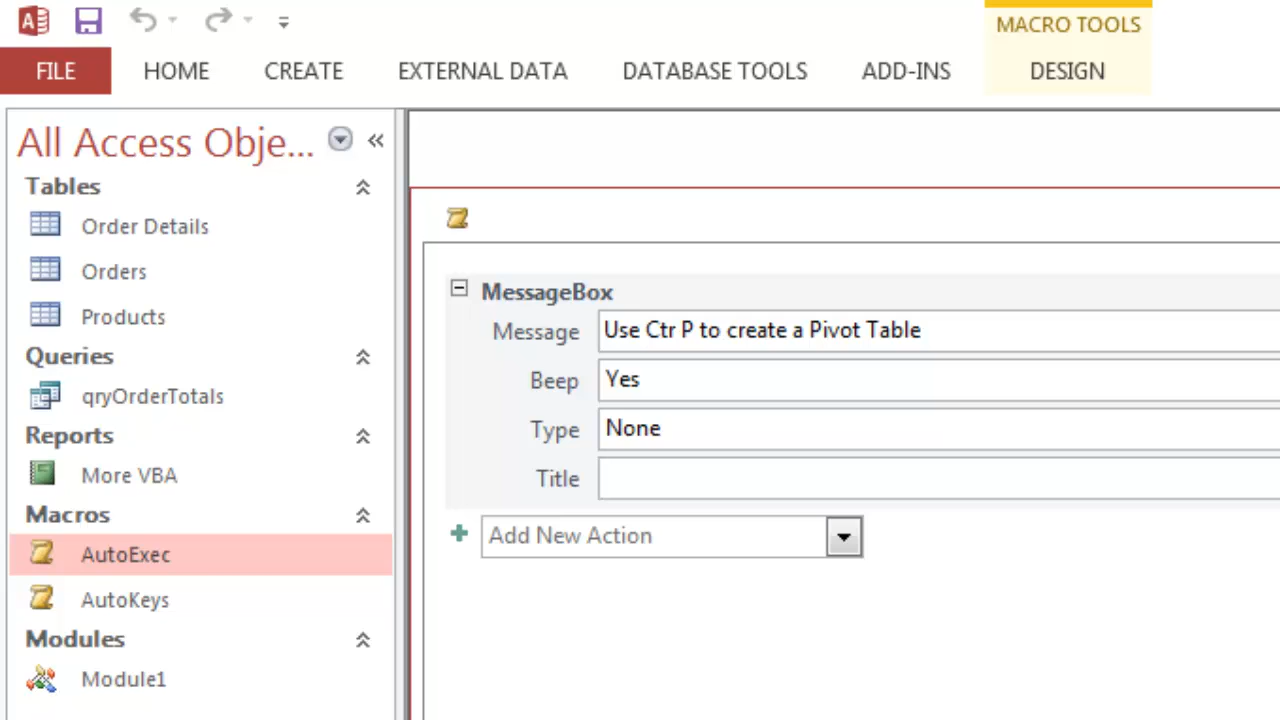 MACRO TOOLS
FILE HOME CREATE EXTERNAL DATA DATABASE TOOLS ADD-INS DESIGN
All Access Obje...
Tables
Order Details
Orders
Products
Queries
qryOrderTotals
Reports
More VBA
Macros
AutoExec
AutoKeys
Modules
Module1
MessageBox
Message Use Ctr P to create a Pivot Table
Beep Yes
Type None
Title
Add New Action